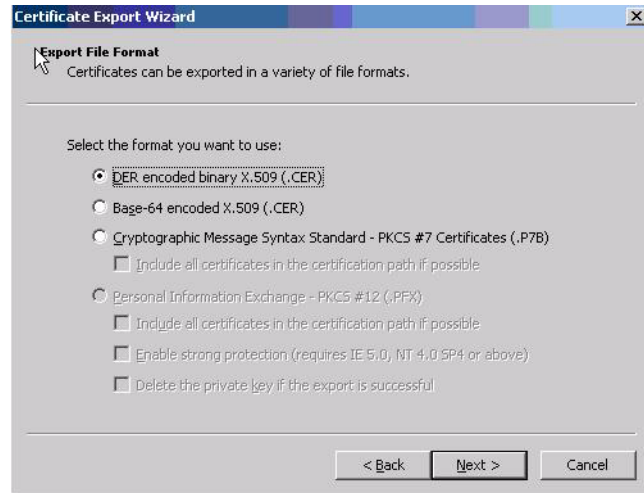 Certificate Export Wizard
Export File Format
Certificates can be exported in a variety of file formats.
Select the format you want to use:
DER encoded binary X.509 (.CER)
Base-64 encoded X.509 (.CER)
Cryptographic Message Syntax Standard - PKCS #7 Certificates (.P7B)
Include all certificates in the certification path if possible
Personal Information Exchange - PKCS #12 (.PFX)
Include all certificates in the certification path if possible
Enable strong protection (requires IE 5.0, NT 4.0 SP4 or above)
Delete the private key if the export is successful
< Back Next > Cancel